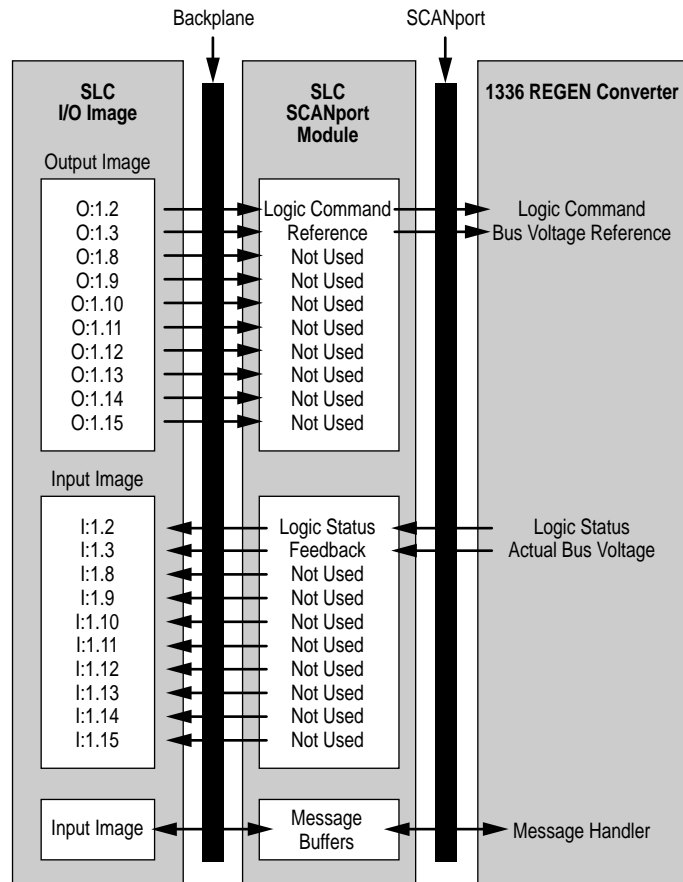 Backplane
SCANport
SLC
I/O Image
SLC
SCANport
Module
1336 REGEN Converter
Output Image
O:1.2 Logic Command Logic Command
O:1.3 Reference Bus Voltage Reference
O:1.8 Not Used
O:1.9 Not Used
O:1.10 Not Used
O:1.11 Not Used
O:1.12 Not Used
O:1.13 Not Used
O:1.14 Not Used
O:1.15 Not Used
Input Image
I:1.2 Logic Status Logic Status
I:1.3 Feedback Actual Bus Voltage
I:1.8 Not Used
I:1.9 Not Used
I:1.10 Not Used
I:1.11 Not Used
I:1.12 Not Used
I:1.13 Not Used
I:1.14 Not Used
I:1.15 Not Used
Input Image
Message
Buffers
Message Handler